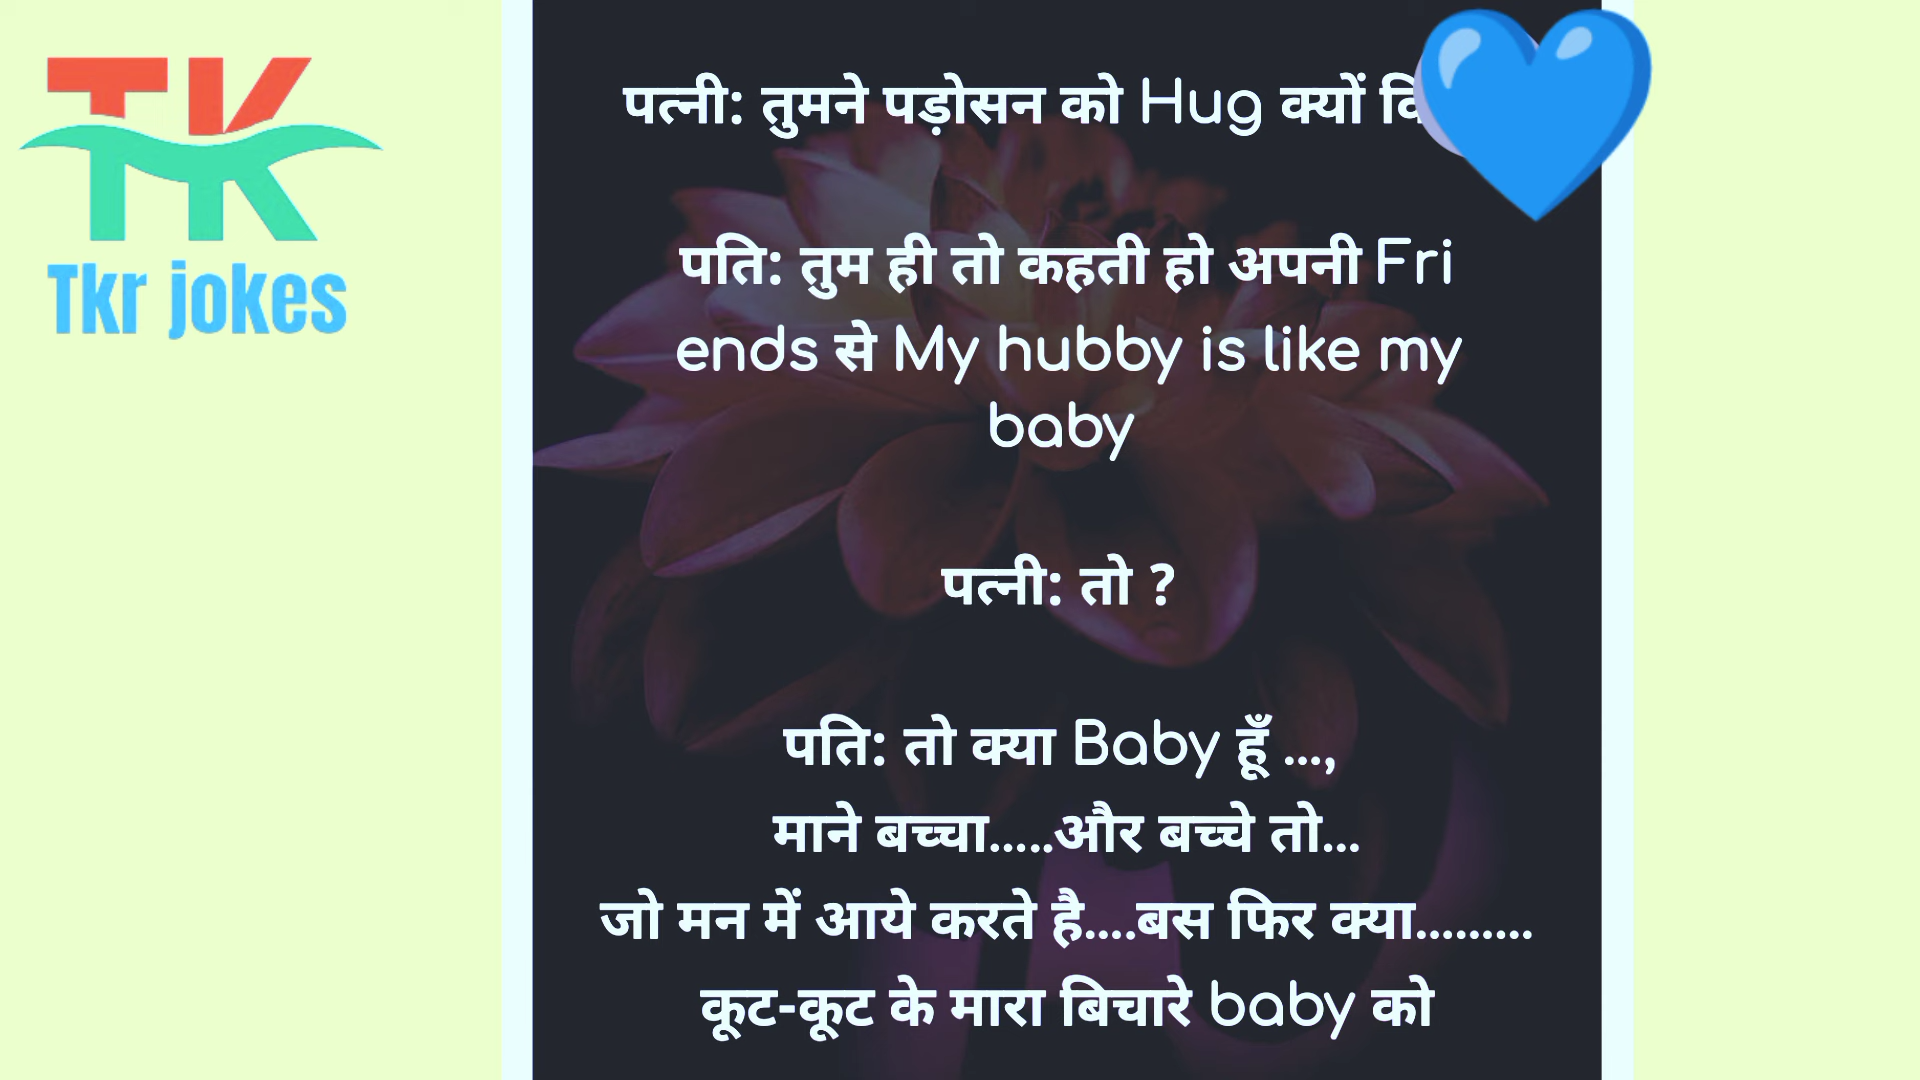 TK
Tkr jokes
पत्नी: तुमने पड़ोसन को Hug क्यों
पति: तुम ही तो कहती हो अपनी Fri
ends से My hubby is like my
baby
पत्नी: तो ?
पति: तो क्या Baby हूँ ...,
माने बच्चा.....और बच्चे तो...
जो मन में आये करते है....बस फिर क्या.........
कूट-कूट के मारा बिचारे baby को